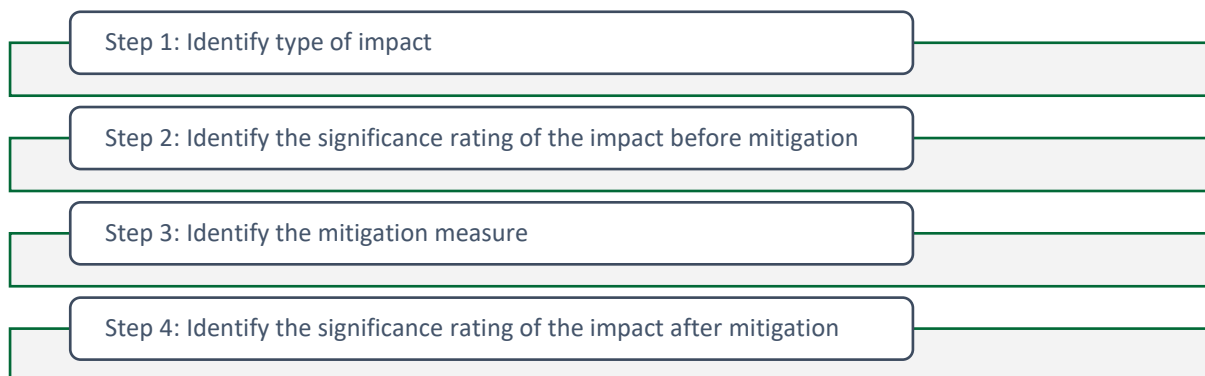 Step 1: Identify type of impact
Step 2: Identify the significance rating of the impact before mitigation
Step 3: Identify the mitigation measure
Step 4: Identify the significance rating of the impact after mitigation